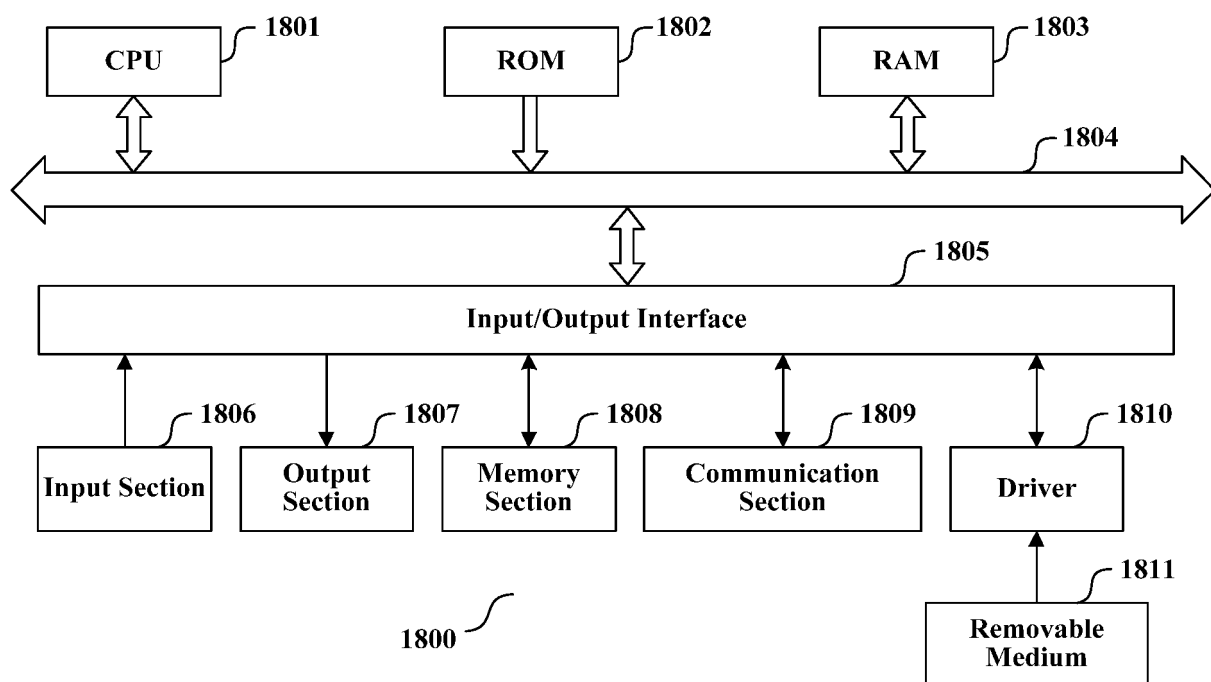 1801
1802
1803
CPU
ROM
RAM
1804
1805
Input/Output Interface
1806
1807
1808
1809
1810
Input Section
Output
Section
Memory
Section
Communication
Section
Driver
1811
1800
Removable
Medium